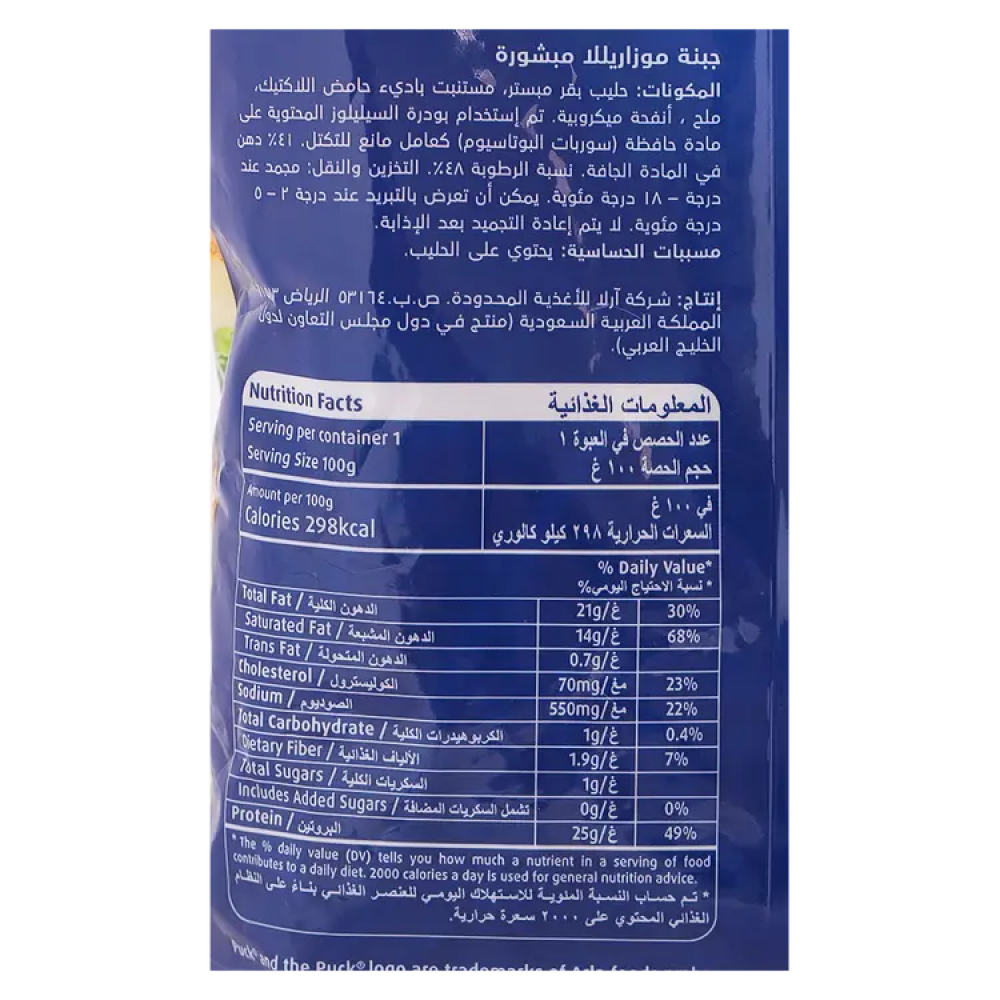 جبنة موزاريللا مبشورة
المكونات: حليب بقر مبستر، مستنبت باديء حامض اللاكتيك،
ملح ، أنفحة ميكروبية. تم إستخدام بودرة السيليلوز المحتوية على
مادة حافظة (سوربات البوتاسيوم) كعامل مانع للتكتل. ٤١٪ دهن
في المادة الجافة. نسبة الرطوبة ٤٨٪. التخزين والنقل: مجمد عند
درجة – ١٨ درجة مئوية. يمكن أن تعرض بالتبريد عند درجة ٢ – ٥
درجة مئوية. لا يتم إعادة التجميد بعد الإذابة.
مسببات الحساسية: يحتوي على الحليب.
إنتاج: شركة آرلا للأغذية المحدودة. ص.ب.٥٣١٦٤ الرياض
المملكة العربية السعودية (منتج في دول مجلس التعاون لدول
الخليج العربي).
Nutrition Facts المعلومات الغذائية
Serving per container 1 عدد الحصص في العبوة ١
Serving Size 100g حجم الحصة ١٠٠ غ
Amount per 100g في ١٠٠ غ
Calories 298kcal السعرات الحرارية ٢٩٨ كيلو كالوري
% Daily Value*
* نسبة الاحتياج اليومي%
Total Fat / الدهون الكلية 21g/غ 30%
Saturated Fat / الدهون المشبعة 14g/غ 68%
Trans Fat / الدهون المتحولة 0.7g/غ
Cholesterol / الكوليسترول 70mg/مغ 23%
Sodium / الصوديوم 550mg/مغ 22%
Total Carbohydrate / الكربوهيدرات الكلية 1g/غ 0.4%
Dietary Fiber / الألياف الغذائية 1.9g/غ 7%
Total Sugars / السكريات الكلية 1g/غ
Includes Added Sugars / تشمل السكريات المضافة 0g/غ 0%
Protein / البروتين 25g/غ 49%
* The % daily value (DV) tells you how much a nutrient in a serving of food
contributes to a daily diet. 2000 calories a day is used for general nutrition advice.
* تم حساب النسبة المئوية للاستهلاك اليومي للعنصر الغذائي بناءً على النظام
الغذائي المحتوي على ٢٠٠٠ سعرة حرارية.
Puck® and the Puck® logo are trademarks of Arla